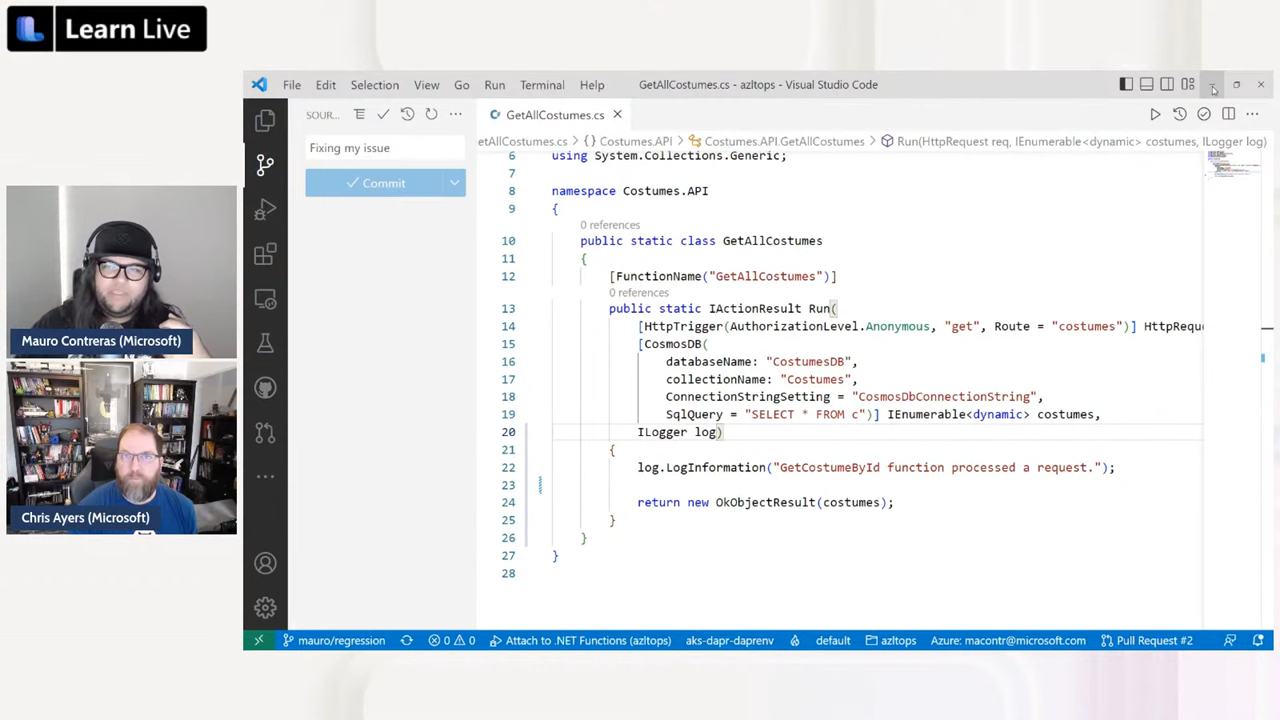 Learn Live
File Edit Selection View Go Run Terminal Help GetAllCostumes.cs - azltops - Visual Studio Code
SOUR... GetAllCostumes.cs
etAllCostumes.cs > {} Costumes.API > Costumes.API.GetAllCostumes > Run(HttpRequest req, IEnumerable<dynamic> costumes, ILogger log)
Fixing my issue
Commit
6 using System.Collections.Generic;
7
8 namespace Costumes.API
9 {
0 references
10 public static class GetAllCostumes
11 {
12 [FunctionName("GetAllCostumes")]
0 references
13 public static IActionResult Run(
14 [HttpTrigger(AuthorizationLevel.Anonymous, "get", Route = "costumes")] HttpReque
15 [CosmosDB(
16 databaseName: "CostumesDB",
17 collectionName: "Costumes",
18 ConnectionStringSetting = "CosmosDbConnectionString",
19 SqlQuery = "SELECT * FROM c")] IEnumerable<dynamic> costumes,
20 ILogger log)
21 {
22 log.LogInformation("GetCostumeById function processed a request.");
23
24 return new OkObjectResult(costumes);
25 }
26 }
27 }
28
Mauro Contreras (Microsoft)
Chris Ayers (Microsoft)
mauro/regression 0 0 Attach to .NET Functions (azltops) aks-dapr-daprenv default azltops Azure: macontr@microsoft.com Pull Request #2